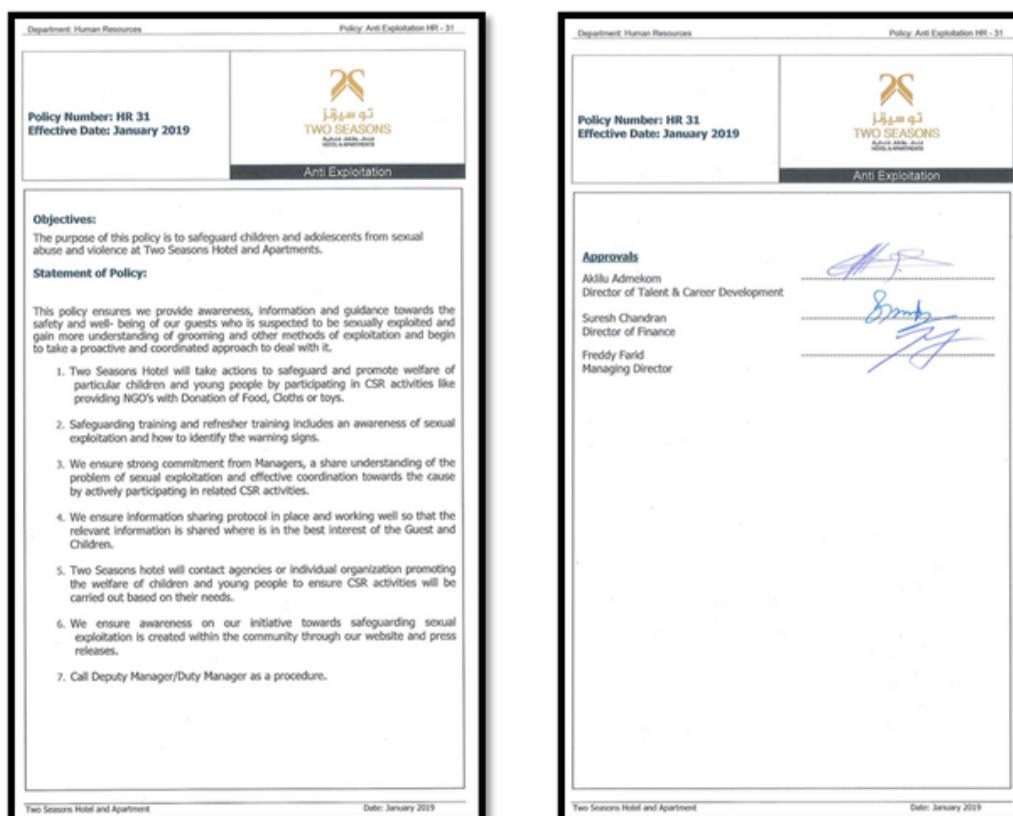 Department: Human Resources
Policy: Anti Exploitation HR - 31
Policy Number: HR 31
Effective Date: January 2019
تو سيزنز
TWO SEASONS
HOTEL & APARTMENTS
Anti Exploitation
Objectives:
The purpose of this policy is to safeguard children and adolescents from sexual
abuse and violence at Two Seasons Hotel and Apartments.
Statement of Policy:
This policy ensures we provide awareness, information and guidance towards the
safety and well- being of our guests who is suspected to be sexually exploited and
gain more understanding of grooming and other methods of exploitation and begin
to take a proactive and coordinated approach to deal with it.
1. Two Seasons Hotel will take actions to safeguard and promote welfare of
particular children and young people by participating in CSR activities like
providing NGO's with Donation of Food, Cloths or toys.
2. Safeguarding training and refresher training includes an awareness of sexual
exploitation and how to identify the warning signs.
3. We ensure strong commitment from Managers, a share understanding of the
problem of sexual exploitation and effective coordination towards the cause
by actively participating in related CSR activities.
4. We ensure information sharing protocol in place and working well so that the
relevant information is shared where is in the best interest of the Guest and
Children.
5. Two Seasons hotel will contact agencies or individual organization promoting
the welfare of children and young people to ensure CSR activities will be
carried out based on their needs.
6. We ensure awareness on our initiative towards safeguarding sexual
exploitation is created within the community through our website and press
releases.
7. Call Deputy Manager/Duty Manager as a procedure.
Two Seasons Hotel and Apartment
Date: January 2019
Department: Human Resources
Policy: Anti Exploitation HR - 31
Policy Number: HR 31
Effective Date: January 2019
تو سيزنز
TWO SEASONS
HOTEL & APARTMENTS
Anti Exploitation
Approvals
Aklilu Admekom
Director of Talent & Career Development
Suresh Chandran
Director of Finance
Freddy Farid
Managing Director
Two Seasons Hotel and Apartment
Date: January 2019